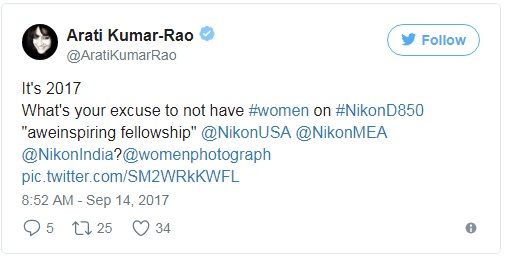 Arati Kumar-Rao
@AratiKumarRao
Follow
It's 2017
What's your excuse to not have #women on #NikonD850
"aweinspiring fellowship" @NikonUSA @NikonMEA
@NikonIndia?@womenphotograph
pic.twitter.com/SM2WRkKWFL
8:52 AM - Sep 14, 2017
5 25 34